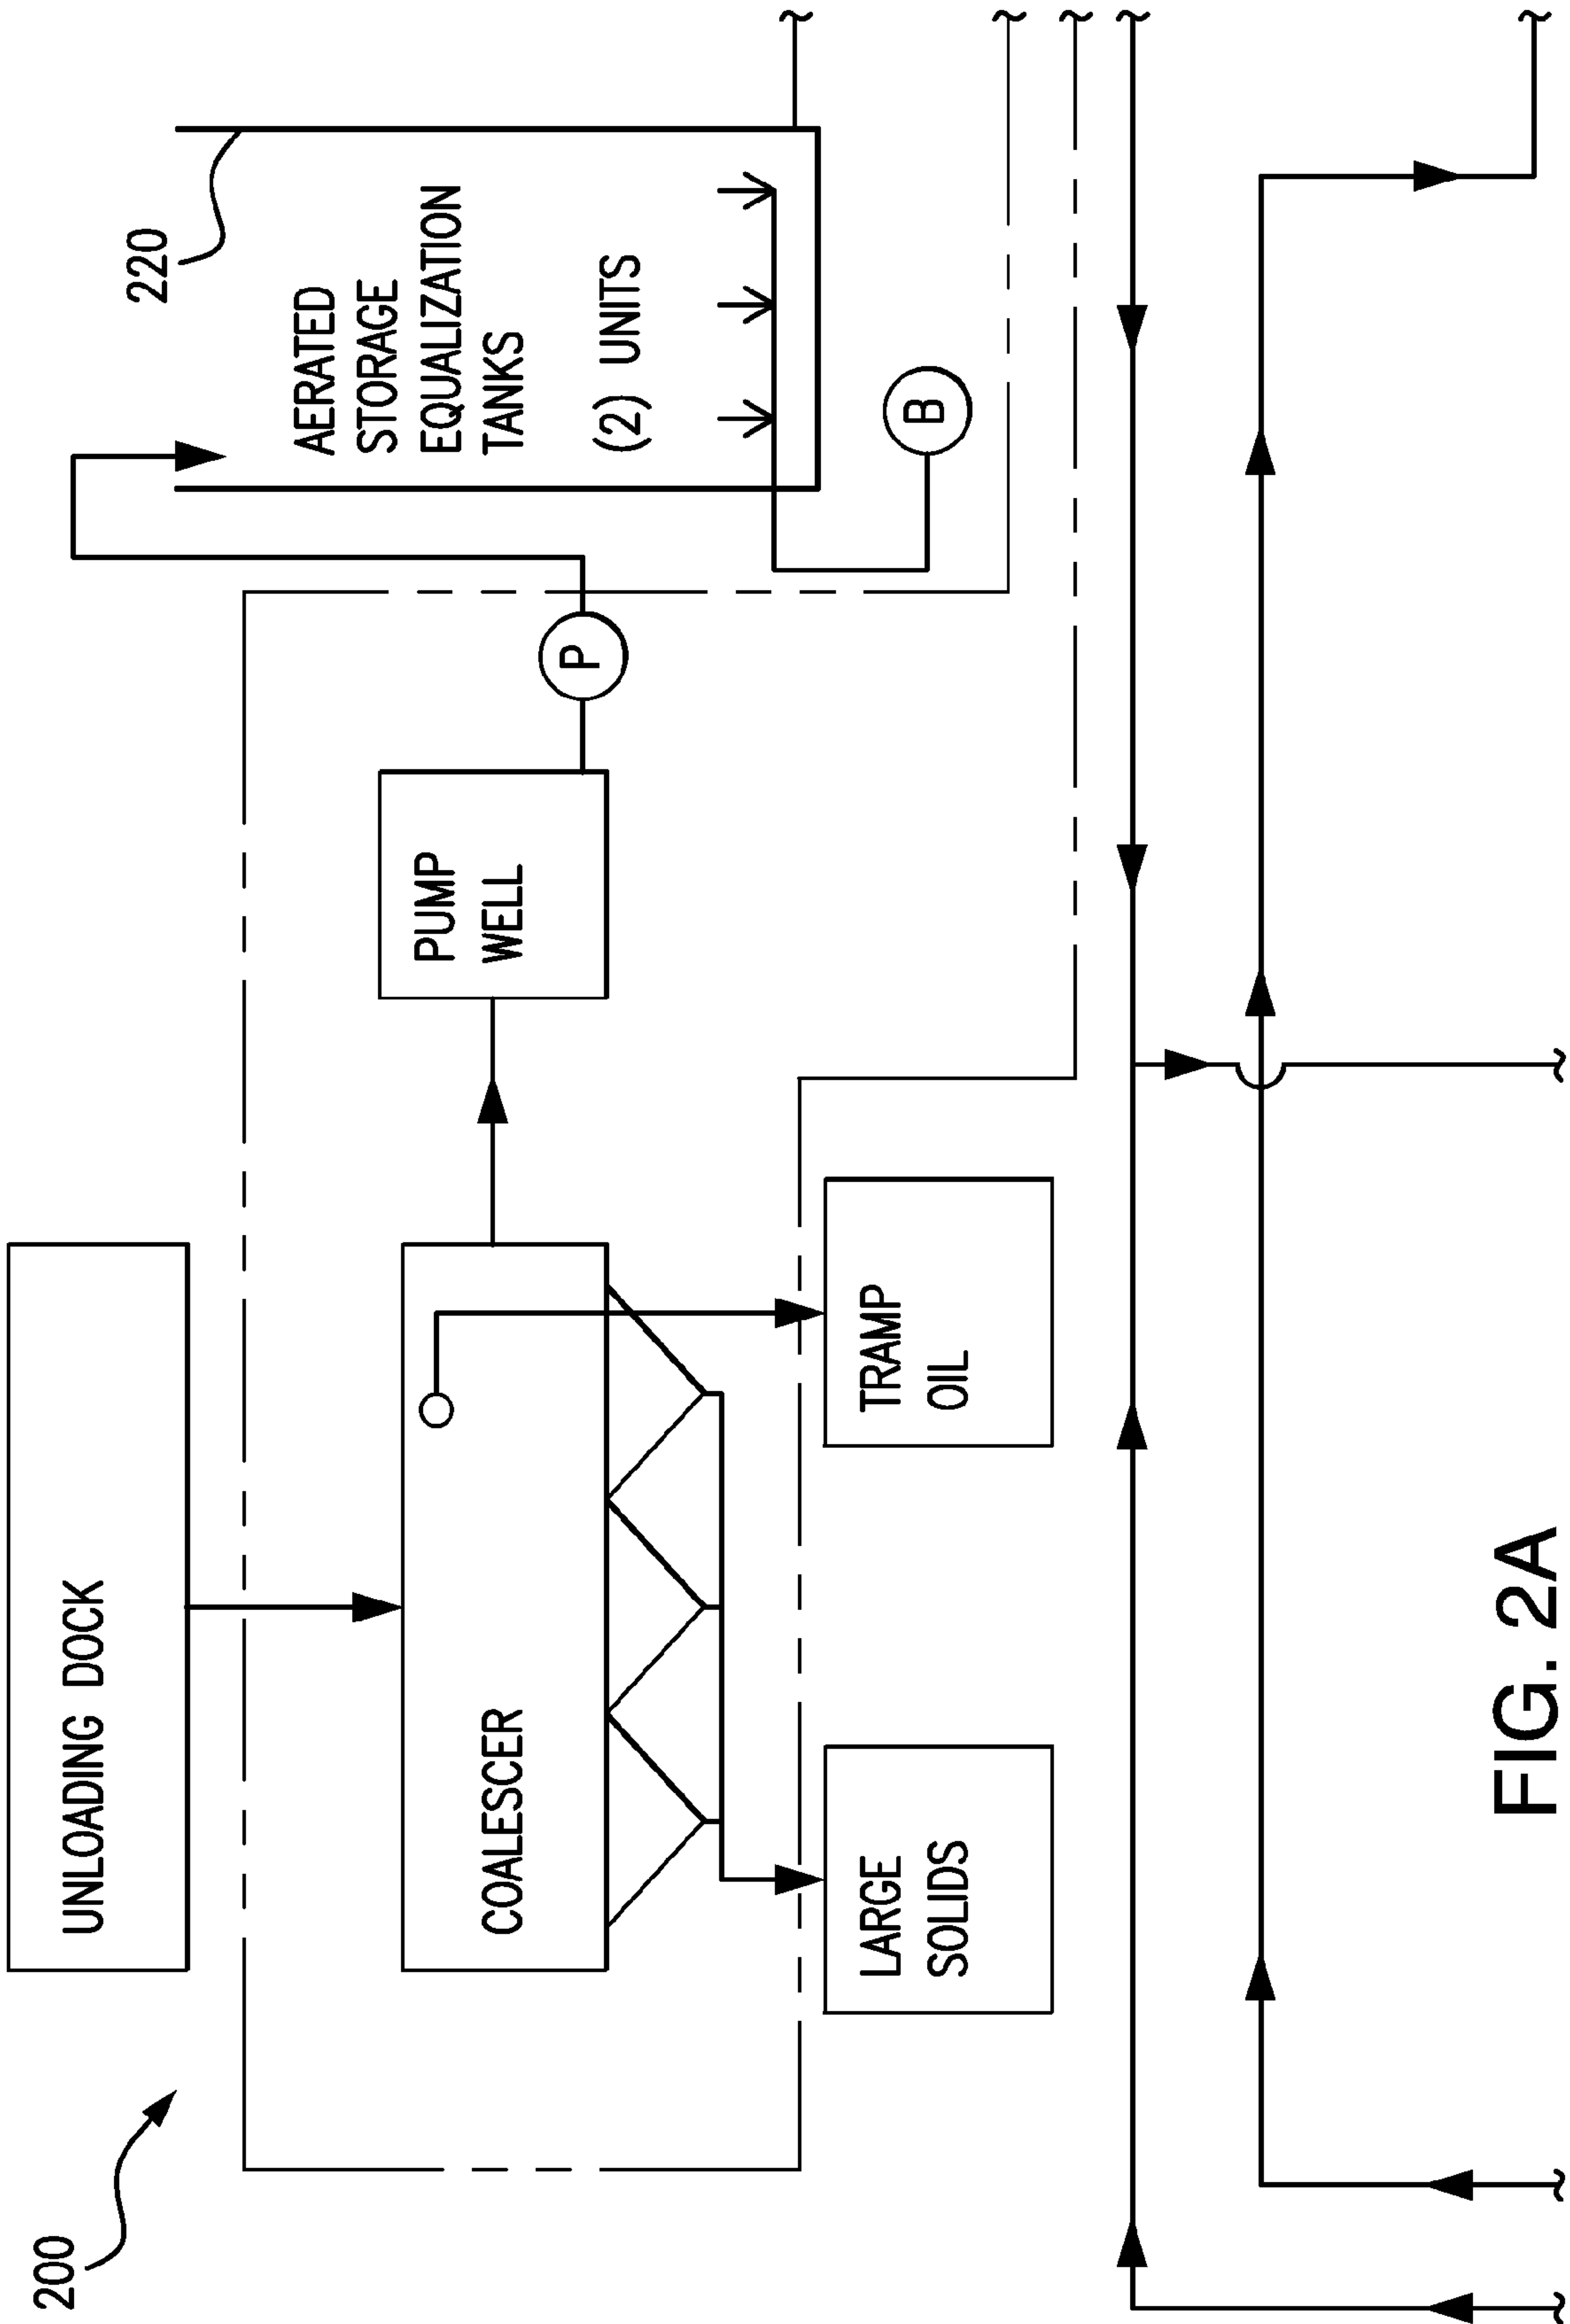 200
UNLOADING DOCK
COALESCER
LARGE
SOLIDS
TRAMP
OIL
PUMP
WELL
P
220
AERATED
STORAGE
EQUALIZATION
TANKS
(2) UNITS
B
FIG. 2A